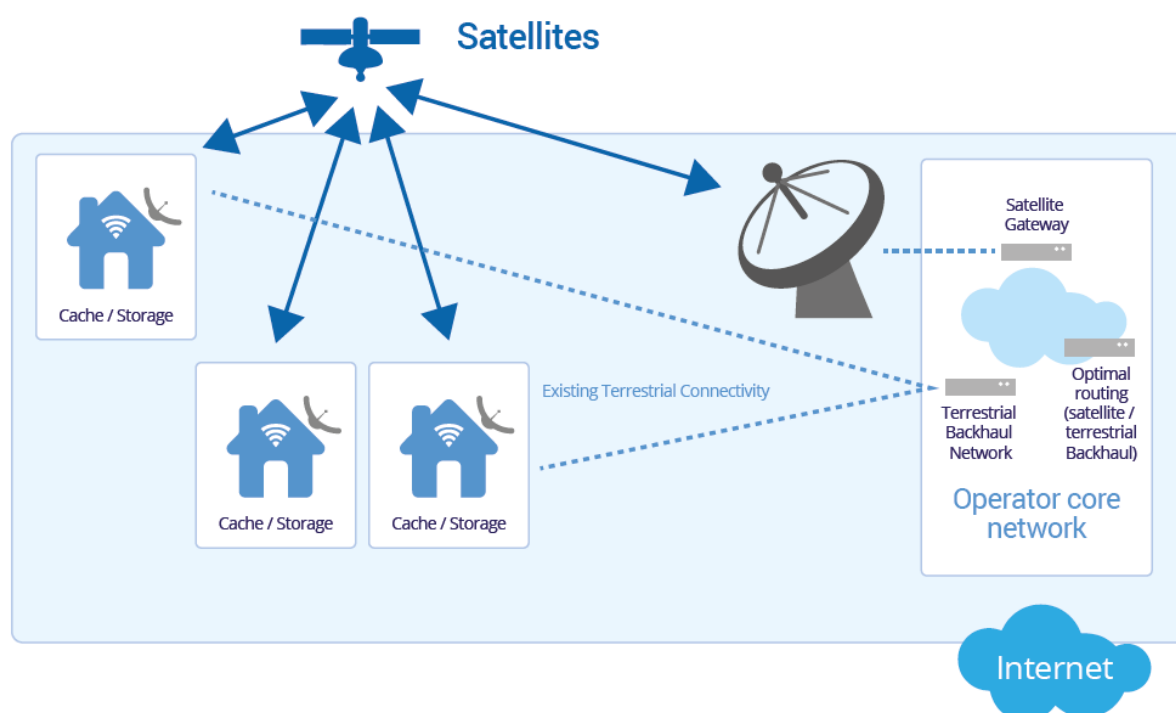 Satellites
Satellite
Gateway
Cache / Storage
Existing Terrestrial Connectivity
Terrestrial
Backhaul
Network
Optimal
routing
(satellite /
terrestrial
Backhaul)
Cache / Storage
Cache / Storage
Operator core
network
Internet